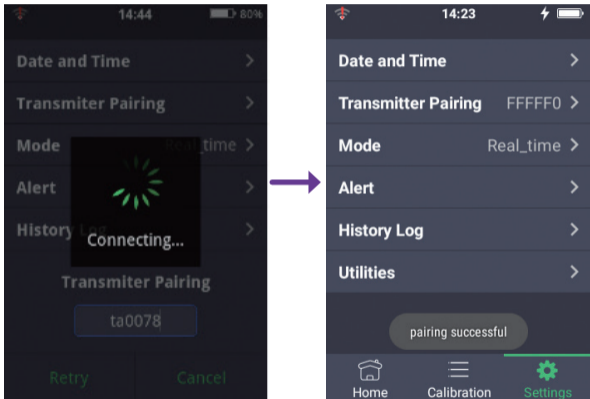 14:44 80%
Date and Time
Transmiter Pairing
Mode Real_time
Alert
History Log
Connecting...
Transmiter Pairing
ta0078
Retry Cancel
14:23
Date and Time
Transmitter Pairing FFFFF0
Mode Real_time
Alert
History Log
Utilities
pairing successful
Home Calibration Settings